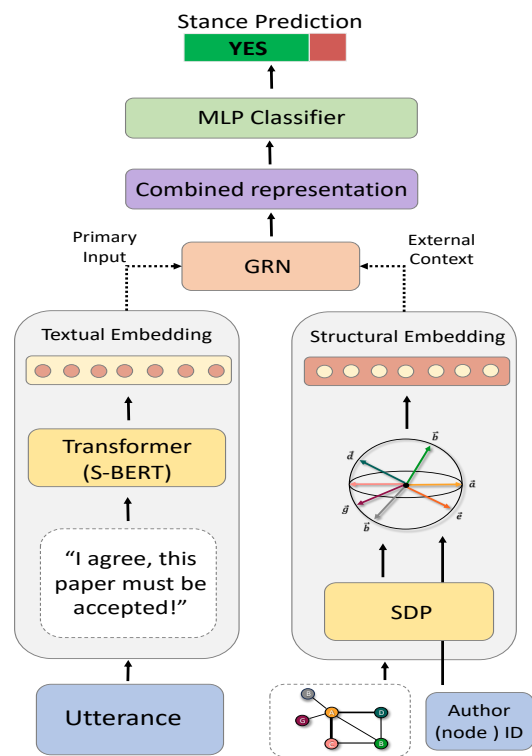 Stance Prediction
YES
MLP Classifier
Combined representation
Primary
Input
External
Context
GRN
Textual Embedding
Structural Embedding
Transformer
(S-BERT)
b⃗
d⃗
a⃗
g⃗
e⃗
b⃗
“I agree, this
paper must be
accepted!”
SDP
Utterance
A
D
G
C
B
Author
(node ) ID